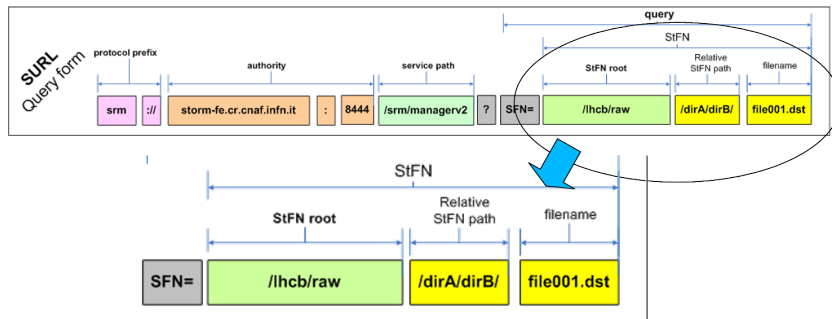 query
StFN
SURL
Query form
protocol prefix
authority
service path
StFN root
Relative
StFN path
filename
srm
://
storm-fe.cr.cnaf.infn.it
:
8444
/srm/managerv2
?
SFN=
/lhcb/raw
/dirA/dirB/
file001.dst
StFN
StFN root
Relative
StFN path
filename
SFN=
/lhcb/raw
/dirA/dirB/
file001.dst